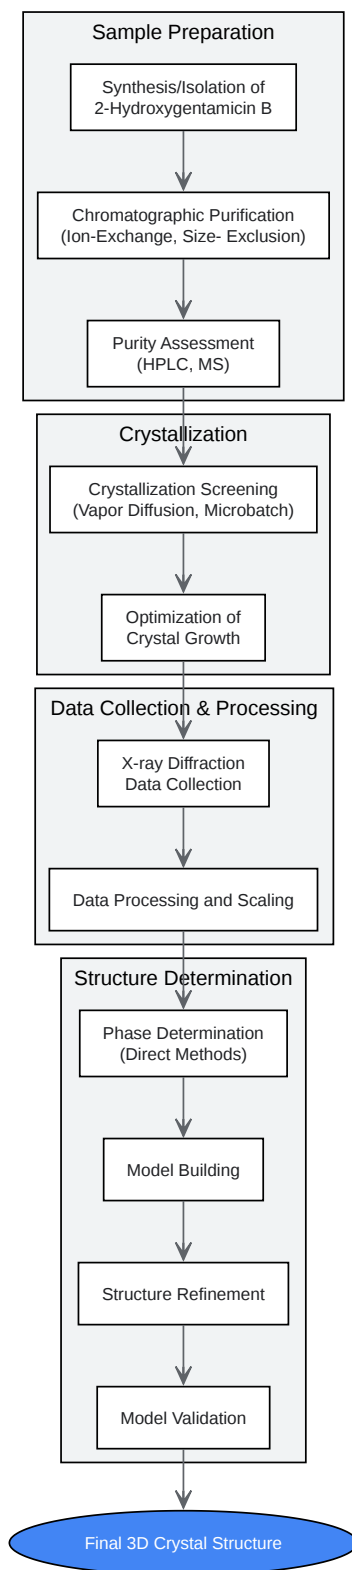 Sample Preparation
Synthesis/Isolation of
2-Hydroxygentamicin B
Chromatographic Purification
(Ion-Exchange, Size- Exclusion)
Purity Assessment
(HPLC, MS)
Crystallization
Crystallization Screening
(Vapor Diffusion, Microbatch)
Optimization of
Crystal Growth
Data Collection & Processing
X-ray Diffraction
Data Collection
Data Processing and Scaling
Structure Determination
Phase Determination
(Direct Methods)
Model Building
Structure Refinement
Model Validation
Final 3D Crystal Structure